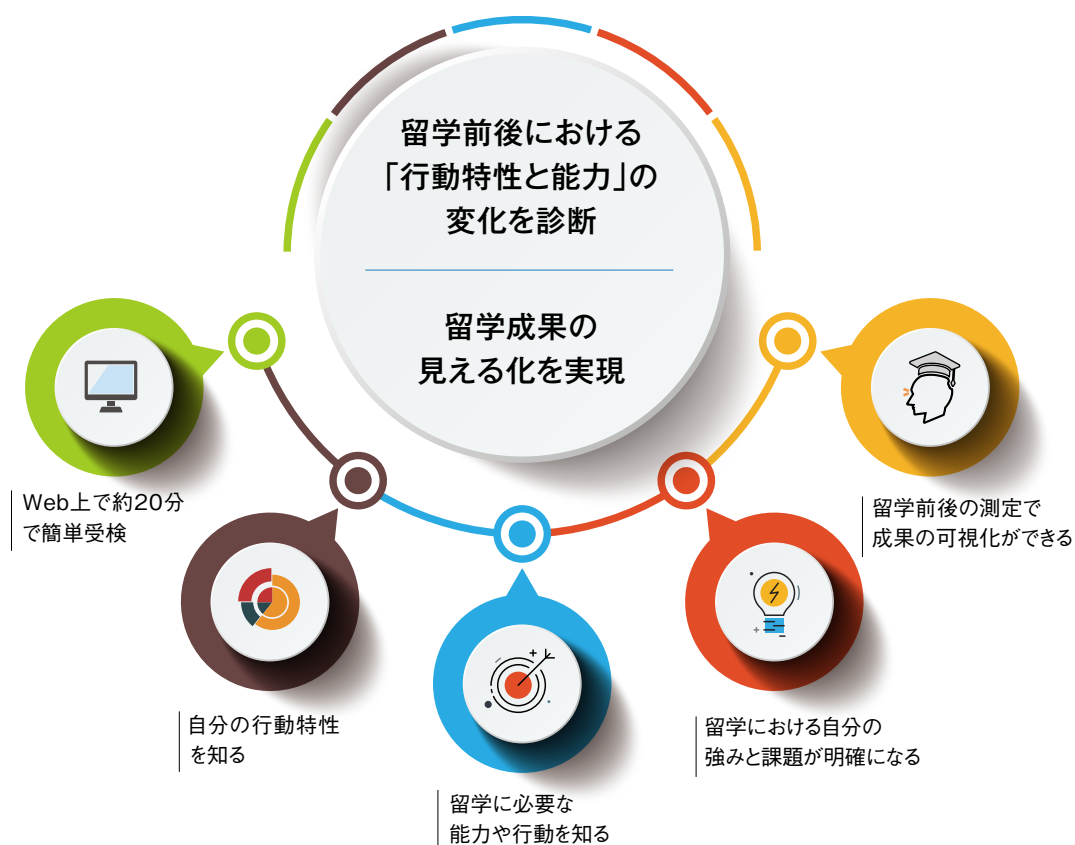 留学前後における
「行動特性と能力」の
変化を診断
留学成果の
見える化を実現
Web上で約20分
で簡単受検
自分の行動特性
を知る
留学に必要な
能力や行動を知る
留学における自分の
強みと課題が明確になる
留学前後の測定で
成果の可視化ができる